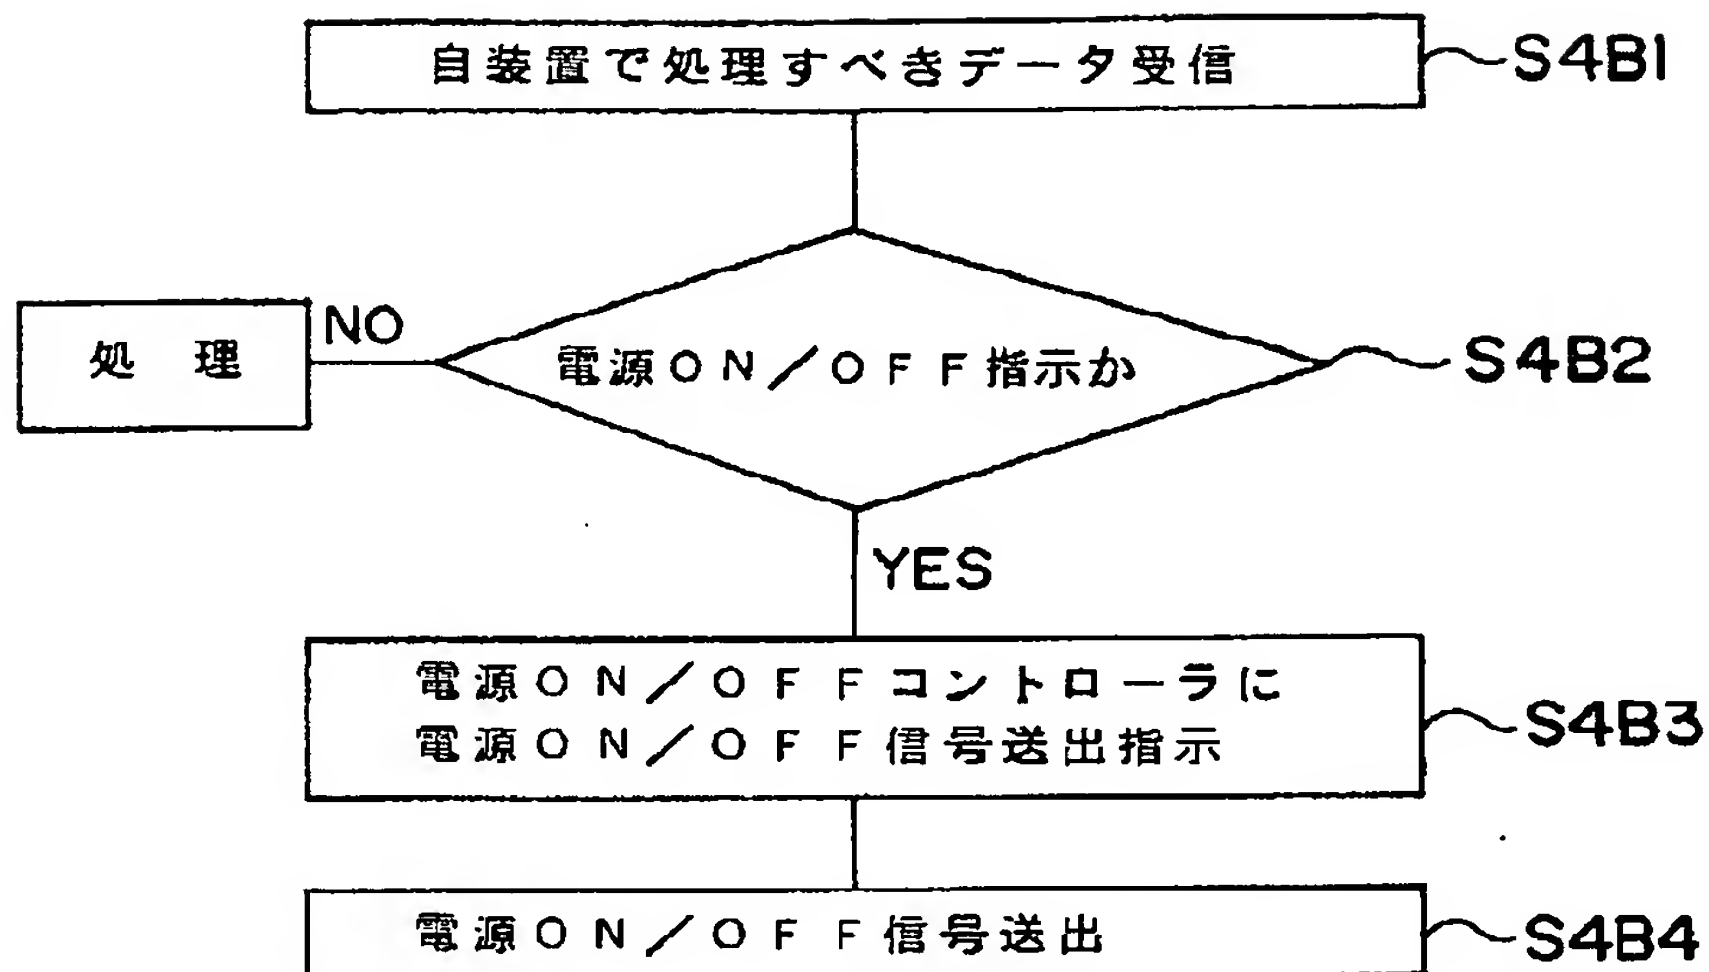 自装置で処理すべきデータ受信
S4B1
電源ON/OFF指示か
S4B2
NO
処 理
YES
電源ON/OFFコントローラに
電源ON/OFF信号送出指示
S4B3
電源ON/OFF信号送出
S4B4